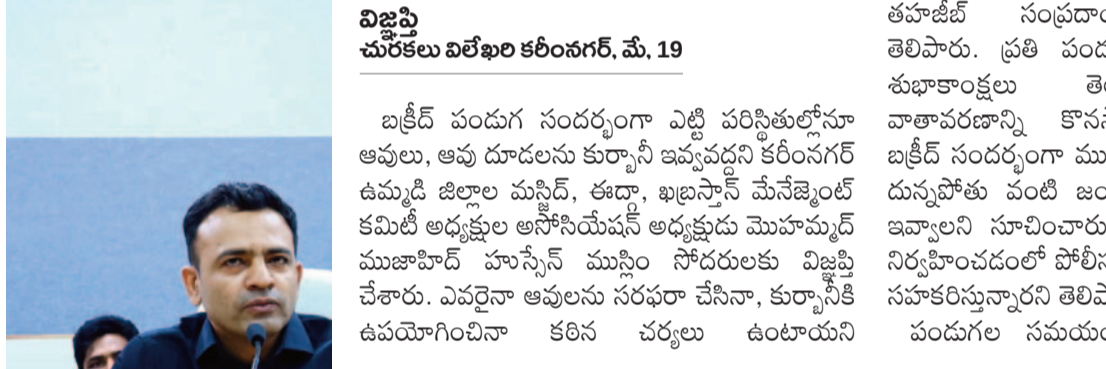 విజ్ఞప్తి
చురకలు విలేఖరి కరీంనగర్, మే, 19
బక్రీద్ పండుగ సందర్భంగా ఎట్టి పరిస్థితుల్లోనూ
ఆవులు, ఆవు దూడలను కుర్బానీ ఇవ్వవద్దని కరీంనగర్
ఉమ్మడి జిల్లాల మస్జిద్, ఈద్గా, ఖబ్రస్తాన్ మేనేజ్మెంట్
కమిటీ అధ్యక్షుల అసోసియేషన్ అధ్యక్షుడు మొహమ్మద్
ముజాహిద్ హుస్సేన్ ముస్లిం సోదరులకు విజ్ఞప్తి
చేశారు. ఎవరైనా ఆవులను సరఫరా చేసినా, కుర్బానీకి
ఉపయోగించినా కఠిన చర్యలు ఉంటాయని
తహజీబ్
తెలిపారు. ప్రతి
శుభాకాంక్షలు
వాతావరణాన్ని
బక్రీద్ సందర్భంగా
దున్నపోతు వంటి
ఇవ్వాలని సూచించారు
నిర్వహించడంలో
సహకరిస్తున్నారని
పండుగల